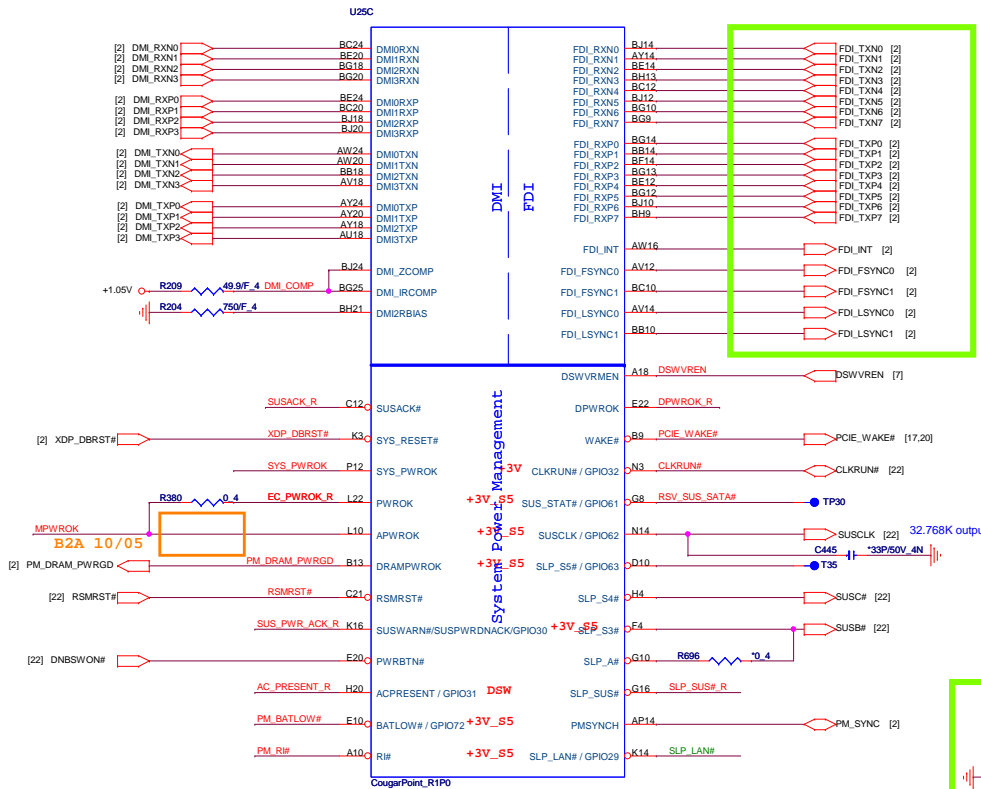 U25C
[2] DMI_RXN0 BC24 DMI0RXN FDI_RXN0 BJ14 FDI_TXN0 [2]
[2] DMI_RXN1 BE20 DMI1RXN FDI_RXN1 AY14 FDI_TXN1 [2]
[2] DMI_RXN2 BG18 DMI2RXN FDI_RXN2 BE14 FDI_TXN2 [2]
[2] DMI_RXN3 BG20 DMI3RXN FDI_RXN3 BH13 FDI_TXN3 [2]
FDI_RXN4 BC12 FDI_TXN4 [2]
[2] DMI_RXP0 BE24 DMI0RXP FDI_RXN5 BJ12 FDI_TXN5 [2]
[2] DMI_RXP1 BC20 DMI1RXP FDI_RXN6 BG10 FDI_TXN6 [2]
[2] DMI_RXP2 BJ18 DMI2RXP FDI_RXN7 BG9 FDI_TXN7 [2]
[2] DMI_RXP3 BJ20 DMI3RXP
FDI_RXP0 BG14 FDI_TXP0 [2]
[2] DMI_TXN0 AW24 DMI0TXN FDI_RXP1 BB14 FDI_TXP1 [2]
[2] DMI_TXN1 AW20 DMI1TXN FDI_RXP2 BF14 FDI_TXP2 [2]
[2] DMI_TXN2 BB18 DMI2TXN FDI_RXP3 BG13 FDI_TXP3 [2]
[2] DMI_TXN3 AV18 DMI3TXN FDI_RXP4 BE12 FDI_TXP4 [2]
FDI_RXP5 BG12 FDI_TXP5 [2]
[2] DMI_TXP0 AY24 DMI0TXP FDI_RXP6 BJ10 FDI_TXP6 [2]
[2] DMI_TXP1 AY20 DMI1TXP FDI_RXP7 BH9 FDI_TXP7 [2]
[2] DMI_TXP2 AY18 DMI2TXP
[2] DMI_TXP3 AU18 DMI3TXP
DMI
FDI
FDI_INT AW16 FDI_INT [2]
BJ24 DMI_ZCOMP FDI_FSYNC0 AV12 FDI_FSYNC0 [2]
+1.05V R209 49.9/F_4 DMI_COMP BG25 DMI_IRCOMP FDI_FSYNC1 BC10 FDI_FSYNC1 [2]
R204 750/F_4 BH21 DMI2RBIAS FDI_LSYNC0 AV14 FDI_LSYNC0 [2]
FDI_LSYNC1 BB10 FDI_LSYNC1 [2]
System Power Management
DSWVRMEN A18 DSWVREN DSWVREN [7]
SUSACK_R C12 SUSACK# DPWROK E22 DPWROK_R
[2] XDP_DBRST# XDP_DBRST# K3 SYS_RESET# WAKE# B9 PCIE_WAKE# PCIE_WAKE# [17,20]
SYS_PWROK P12 SYS_PWROK +3V CLKRUN# / GPIO32 N3 CLKRUN# CLKRUN# [22]
R380 0_4 EC_PWROK_R L22 PWROK +3V_S5 SUS_STAT# / GPIO61 G8 RSV_SUS_SATA# TP30
MPWROK L10 APWROK +3V_S5 SUSCLK / GPIO62 N14 SUSCLK [22] 32.768K outpu
B2A 10/05
C445 *33P/50V_4N
[2] PM_DRAM_PWRGD PM_DRAM_PWRGD B13 DRAMPWROK +3V_S5 SLP_S5# / GPIO63 D10 T35
[22] RSMRST# RSMRST# C21 RSMRST# SLP_S4# H4 SUSC# [22]
SUS_PWR_ACK_R K16 SUSWARN#/SUSPWRDNACK/GPIO30 +3V_S5 SLP_S3# F4 SUSB# [22]
[22] DNBSWON# E20 PWRBTN# SLP_A# G10 R696 *0_4
AC_PRESENT_R H20 ACPRESENT / GPIO31 DSW SLP_SUS# G16 SLP_SUS#_R
PM_BATLOW# E10 BATLOW# / GPIO72 +3V_S5 PMSYNCH AP14 PM_SYNC [2]
PM_RI# A10 RI# +3V_S5 SLP_LAN# / GPIO29 K14 SLP_LAN#
CougarPoint_R1P0